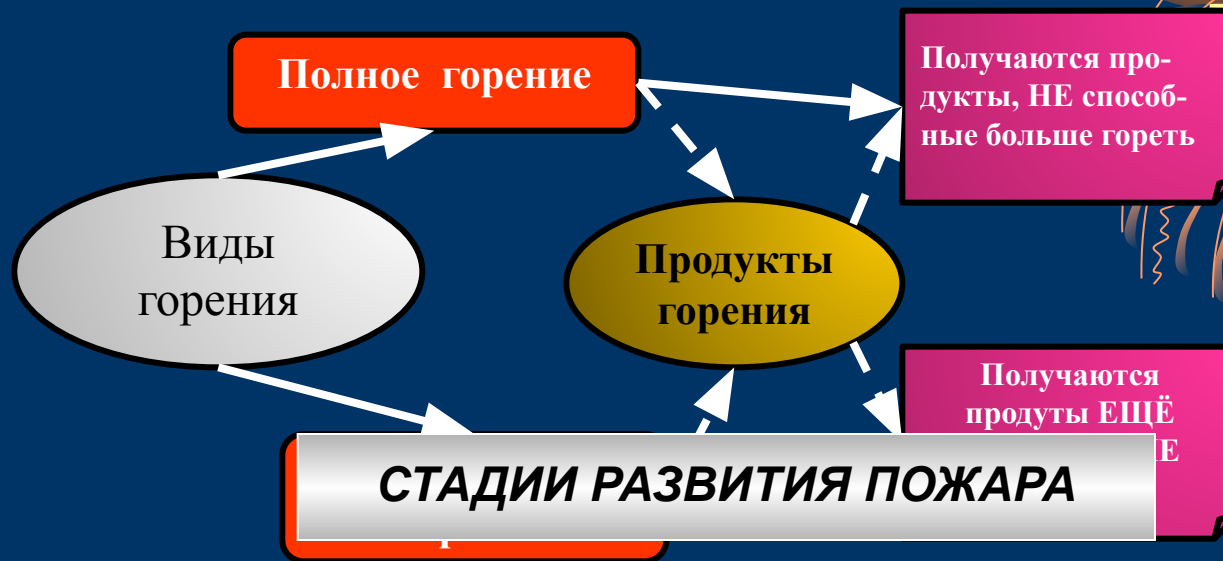 Полное горение
Получаются про-
дукты, НЕ способ-
ные больше гореть
Виды
горения
Продукты
горения
Получаются
продуты ЕЩЁ
СТАДИИ РАЗВИТИЯ ПОЖАРА